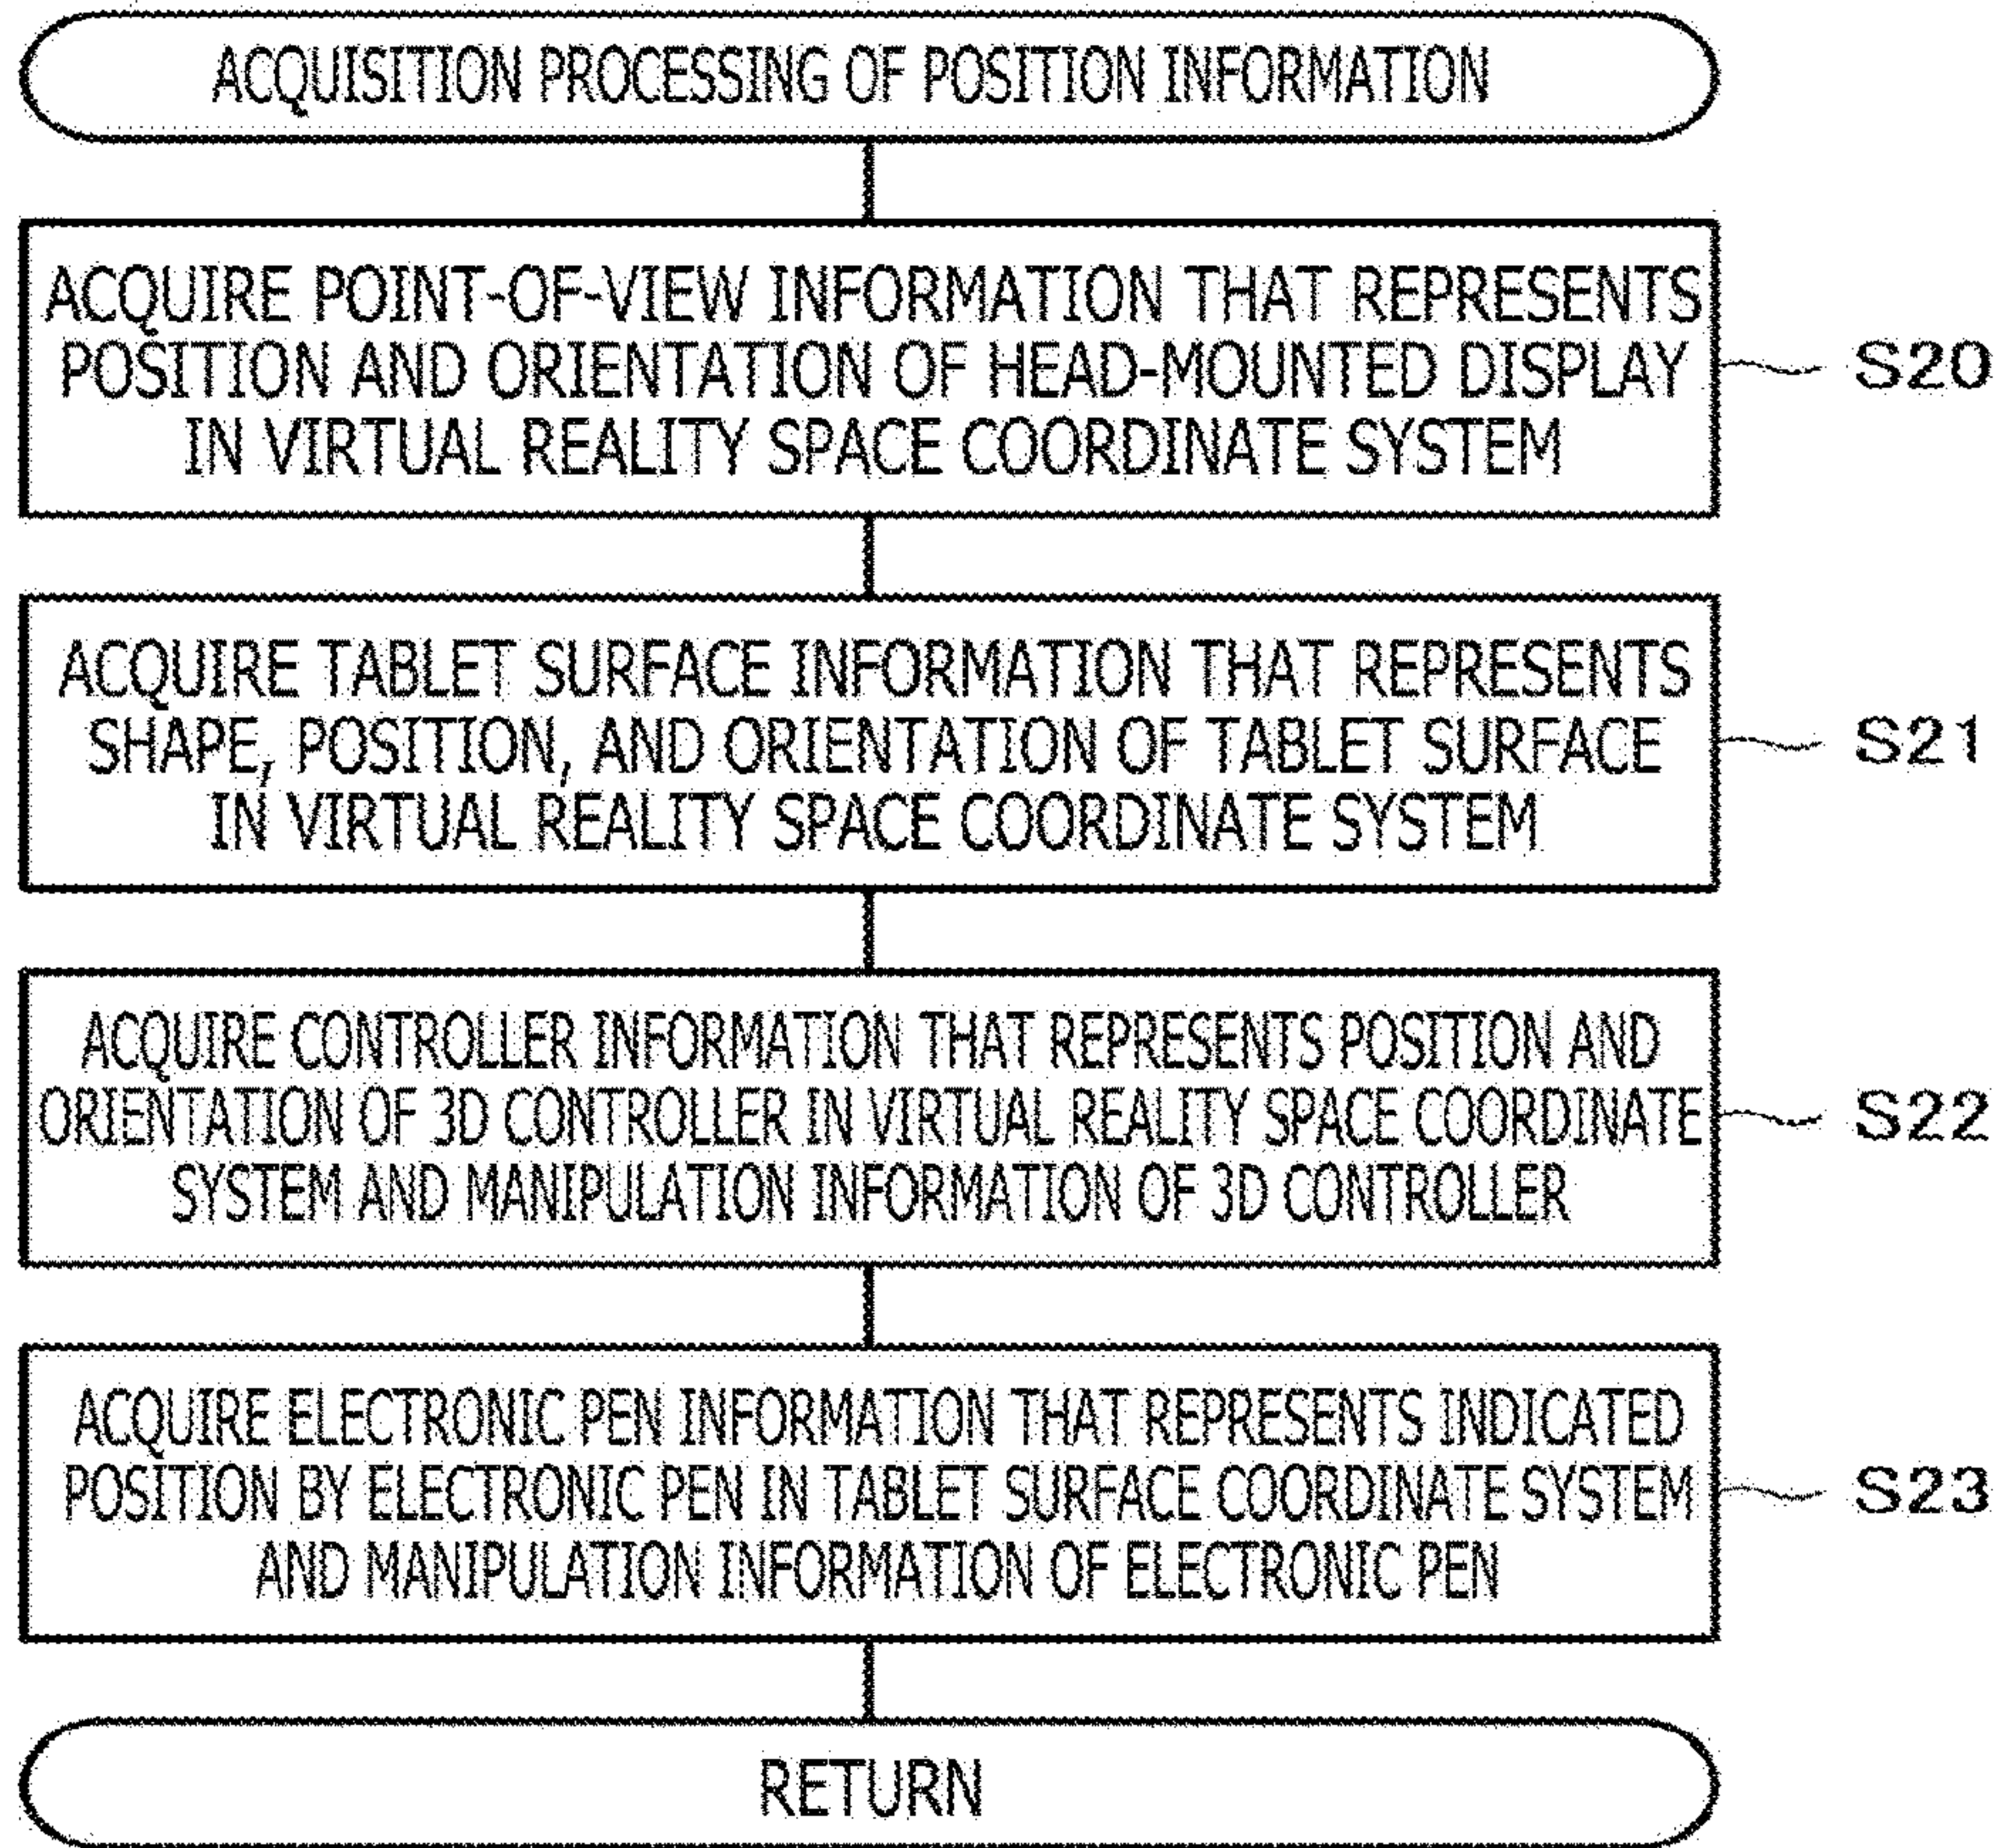 ACQUISITION PROCESSING OF POSITION INFORMATION
ACQUIRE POINT-OF-VIEW INFORMATION THAT REPRESENTS
POSITION AND ORIENTATION OF HEAD-MOUNTED DISPLAY
IN VIRTUAL REALITY SPACE COORDINATE SYSTEM
S20
ACQUIRE TABLET SURFACE INFORMATION THAT REPRESENTS
SHAPE, POSITION, AND ORIENTATION OF TABLET SURFACE
IN VIRTUAL REALITY SPACE COORDINATE SYSTEM
S21
ACQUIRE CONTROLLER INFORMATION THAT REPRESENTS POSITION AND
ORIENTATION OF 3D CONTROLLER IN VIRTUAL REALITY SPACE COORDINATE
SYSTEM AND MANIPULATION INFORMATION OF 3D CONTROLLER
S22
ACQUIRE ELECTRONIC PEN INFORMATION THAT REPRESENTS INDICATED
POSITION BY ELECTRONIC PEN IN TABLET SURFACE COORDINATE SYSTEM
AND MANIPULATION INFORMATION OF ELECTRONIC PEN
S23
RETURN